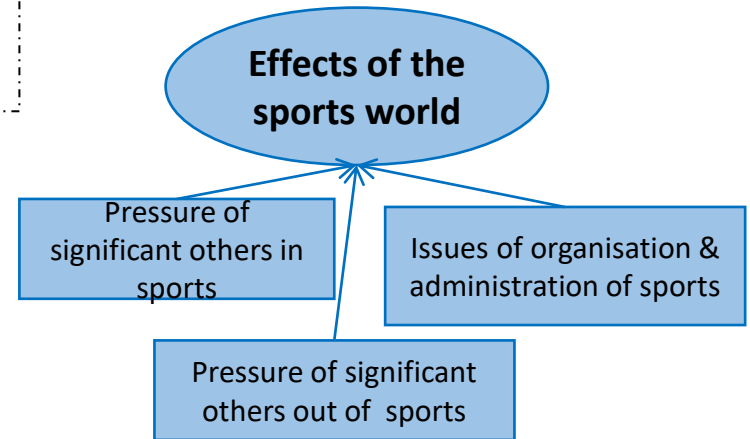 Effects of the
sports world
Pressure of
significant others in
sports
Issues of organisation &
administration of sports
Pressure of significant
others out of  sports